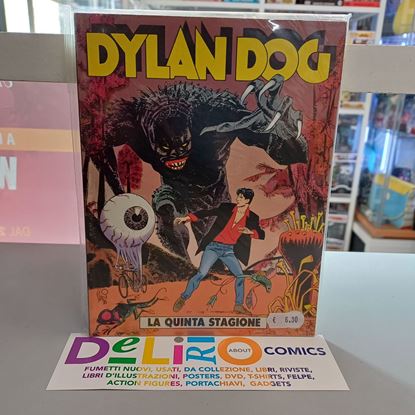 DYLAN DOG
LA QUINTA STAGIONE
€ 6.30
DeLiRIO ABOUT COMICS
FUMETTI NUOVI, USATI, DA COLLEZIONE, LIBRI, RIVISTE,
LIBRI D'ILLUSTRAZIONI, POSTERS, DVD, T-SHIRTS, FELPE,
ACTION FIGURES, PORTACHIAVI, GADGETS